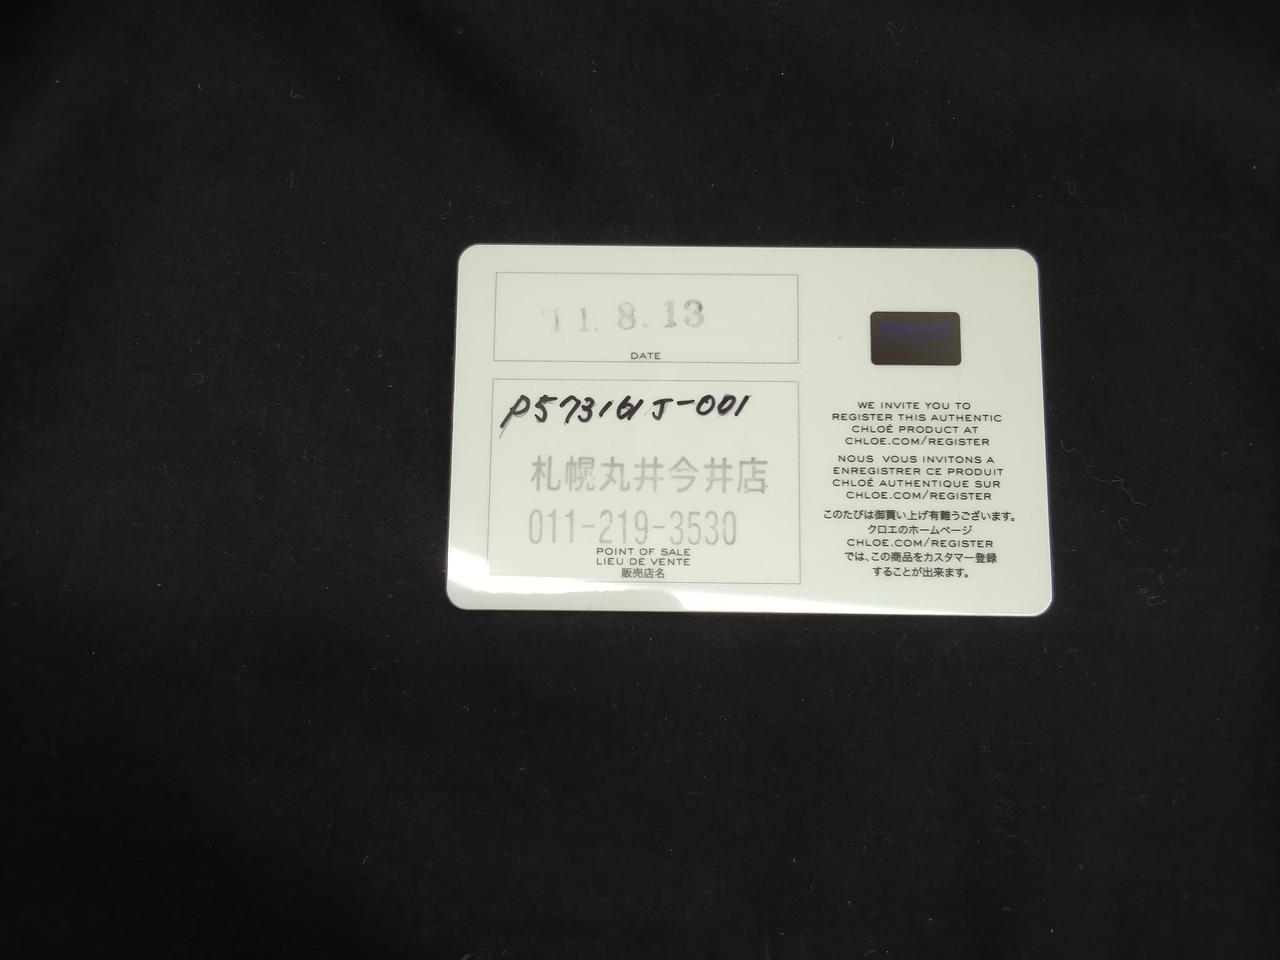 '11. 8. 13
DATE
P573161J-001
札幌丸井今井店
011-219-3530
POINT OF SALE
LIEU DE VENTE
販売店名
WE INVITE YOU TO
REGISTER THIS AUTHENTIC
CHLOÉ PRODUCT AT
CHLOE.COM/REGISTER
NOUS VOUS INVITONS A
ENREGISTRER CE PRODUIT
CHLOÉ AUTHENTIQUE SUR
CHLOE.COM/REGISTER
このたびは御買い上げ有難うございます。
クロエのホームページ
CHLOE.COM/REGISTER
では、この商品をカスタマー登録
することが出来ます。